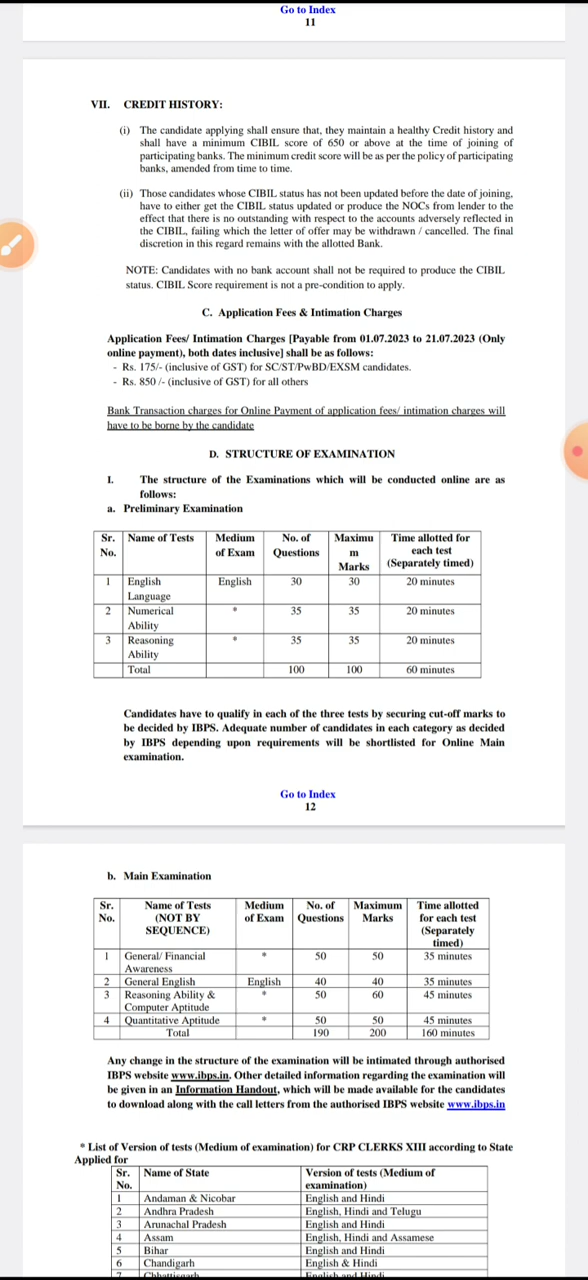 Go to Index
11
VII. CREDIT HISTORY:
(i) The candidate applying shall ensure that, they maintain a healthy Credit history and
shall have a minimum CIBIL score of 650 or above at the time of joining of
participating banks. The minimum credit score will be as per the policy of participating
banks, amended from time to time.
(ii) Those candidates whose CIBIL status has not been updated before the date of joining,
have to either get the CIBIL status updated or produce the NOCs from lender to the
effect that there is no outstanding with respect to the accounts adversely reflected in
the CIBIL, failing which the letter of offer may be withdrawn / cancelled. The final
discretion in this regard remains with the allotted Bank.
NOTE: Candidates with no bank account shall not be required to produce the CIBIL
status. CIBIL Score requirement is not a pre-condition to apply.
C. Application Fees & Intimation Charges
Application Fees/ Intimation Charges [Payable from 01.07.2023 to 21.07.2023 (Only
online payment), both dates inclusive] shall be as follows:
- Rs. 175/- (inclusive of GST) for SC/ST/PwBD/EXSM candidates.
- Rs. 850 /- (inclusive of GST) for all others
Bank Transaction charges for Online Payment of application fees/ intimation charges will
have to be borne by the candidate
D. STRUCTURE OF EXAMINATION
I. The structure of the Examinations which will be conducted online are as
follows:
a. Preliminary Examination
Sr. Name of Tests Medium No. of Maximu Time allotted for
No. of Exam Questions m each test
Marks (Separately timed)
1 English English 30 30 20 minutes
Language
2 Numerical * 35 35 20 minutes
Ability
3 Reasoning * 35 35 20 minutes
Ability
Total 100 100 60 minutes
Candidates have to qualify in each of the three tests by securing cut-off marks to
be decided by IBPS. Adequate number of candidates in each category as decided
by IBPS depending upon requirements will be shortlisted for Online Main
examination.
Go to Index
12
b. Main Examination
Sr. Name of Tests Medium No. of Maximum Time allotted
No. (NOT BY of Exam Questions Marks for each test
SEQUENCE) (Separately
timed)
1 General/ Financial * 50 50 35 minutes
Awareness
2 General English English 40 40 35 minutes
3 Reasoning Ability & * 50 60 45 minutes
Computer Aptitude
4 Quantitative Aptitude * 50 50 45 minutes
Total 190 200 160 minutes
Any change in the structure of the examination will be intimated through authorised
IBPS website www.ibps.in. Other detailed information regarding the examination will
be given in an Information Handout, which will be made available for the candidates
to download along with the call letters from the authorised IBPS website www.ibps.in
* List of Version of tests (Medium of examination) for CRP CLERKS XIII according to State
Applied for
Sr. Name of State Version of tests (Medium of
No. examination)
1 Andaman & Nicobar English and Hindi
2 Andhra Pradesh English, Hindi and Telugu
3 Arunachal Pradesh English and Hindi
4 Assam English, Hindi and Assamese
5 Bihar English and Hindi
6 Chandigarh English & Hindi
7 Chhattisgarh English and Hindi